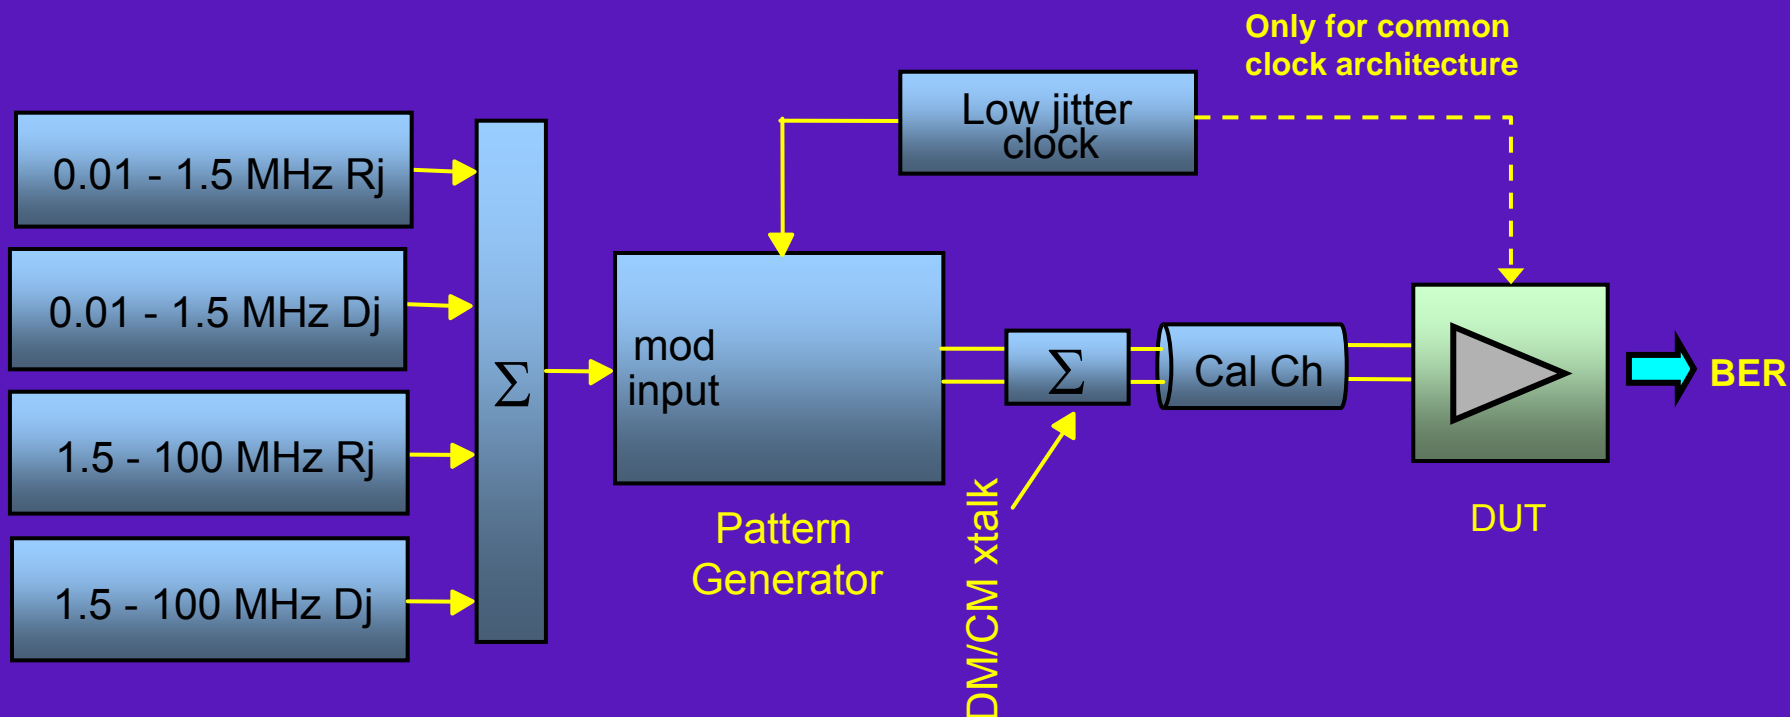 Only for common
clock architecture
Low jitter
clock
0.01 - 1.5 MHz Rj
0.01 - 1.5 MHz Dj
1.5 - 100 MHz Rj
1.5 - 100 MHz Dj
Σ
mod
input
Pattern
Generator
Σ
DM/CM xtalk
Cal Ch
DUT
BER